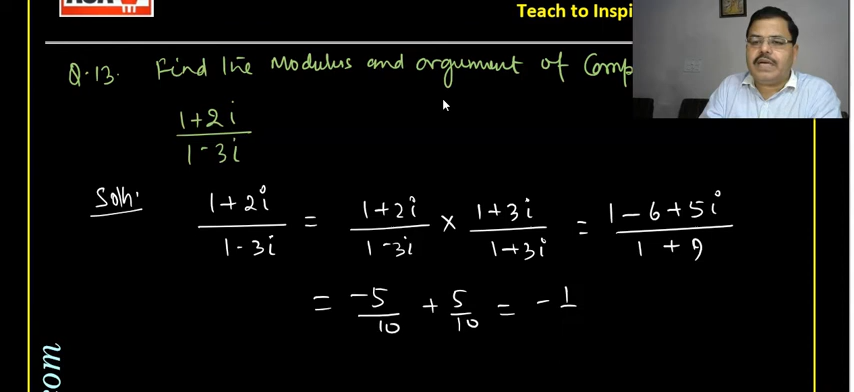 Teach to Inspi
Q.13. Find the Modulus and argument of Comp
1+2i / 1-3i
Soln. 1+2i / 1-3i = 1+2i / 1-3i × 1+3i / 1+3i = 1-6+5i / 1+9
= -5/10 + 5/10 = -1
.com